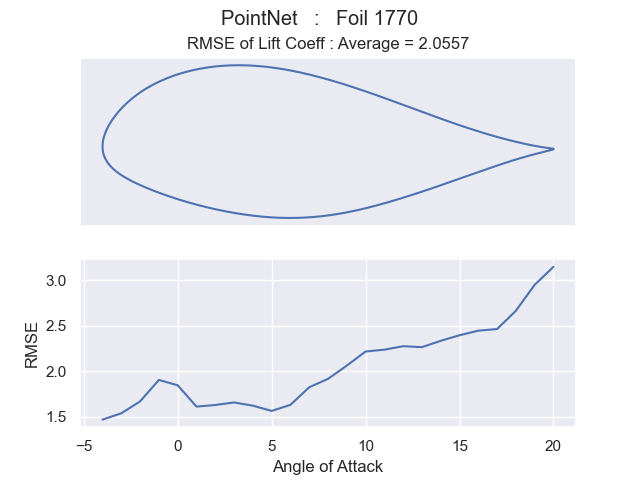 PointNet : Foil 1770
RMSE of Lift Coeff : Average = 2.0557
3.0
2.5
2.0
1.5
RMSE
−5 0 5 10 15 20
Angle of Attack